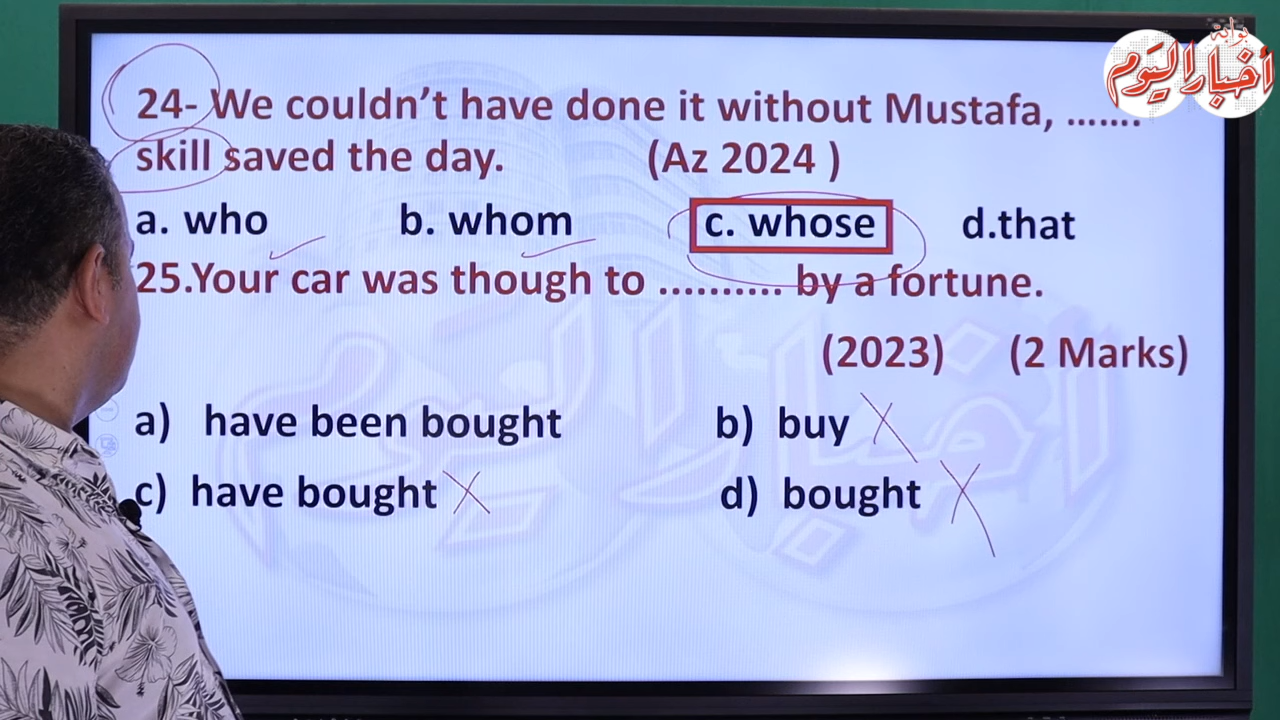 بوابة
أخبار اليوم
24- We couldn't have done it without Mustafa, .......
skill saved the day. (Az 2024 )
a. who b. whom c. whose d.that
25.Your car was though to .......... by a fortune.
(2023) (2 Marks)
a) have been bought b) buy
c) have bought d) bought